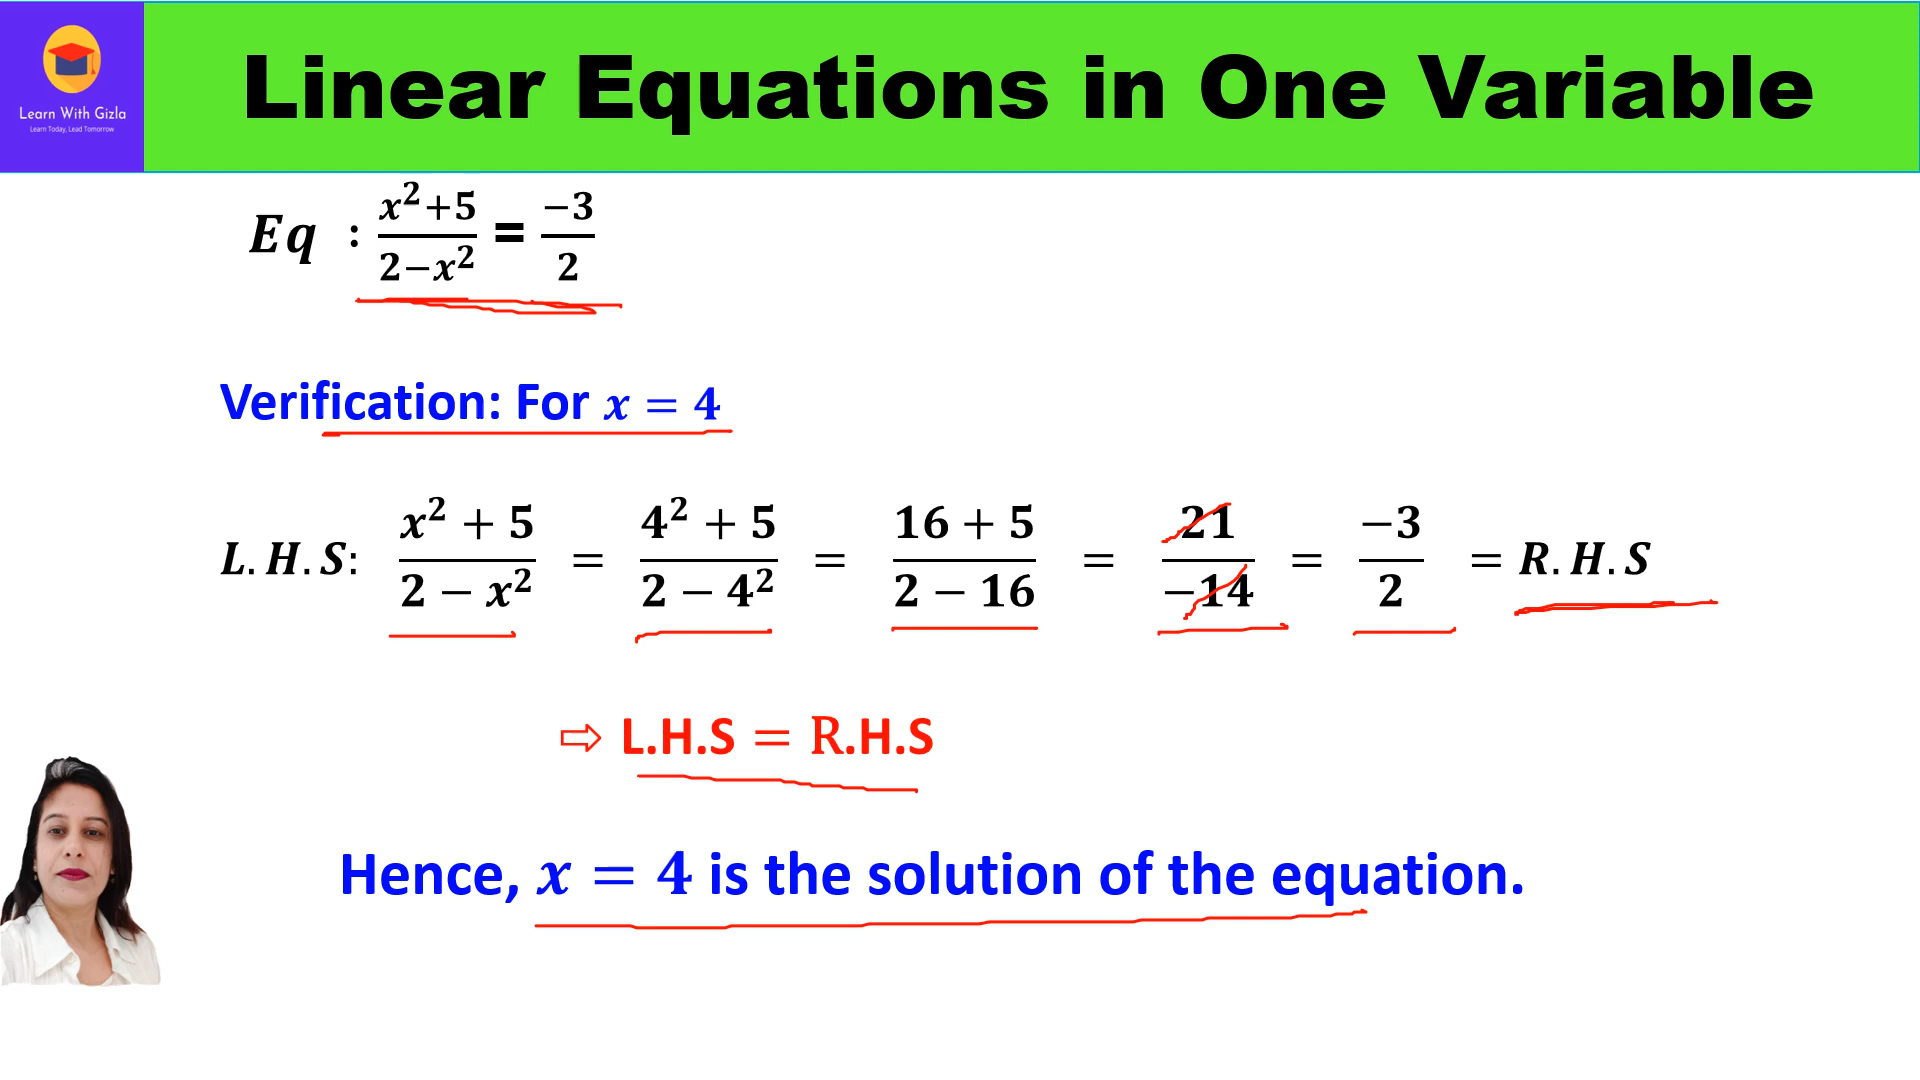 Linear Equations in One Variable
Learn With Gizla
Learn Today, Lead Tomorrow
Eq : (x²+5)/(2−x²) = −3/2
Verification: For x = 4
L.H.S: (x² + 5)/(2 − x²) = (4² + 5)/(2 − 4²) = (16 + 5)/(2 − 16) = 21/−14 = −3/2 = R.H.S
⇨ L.H.S = R.H.S
Hence, x = 4 is the solution of the equation.